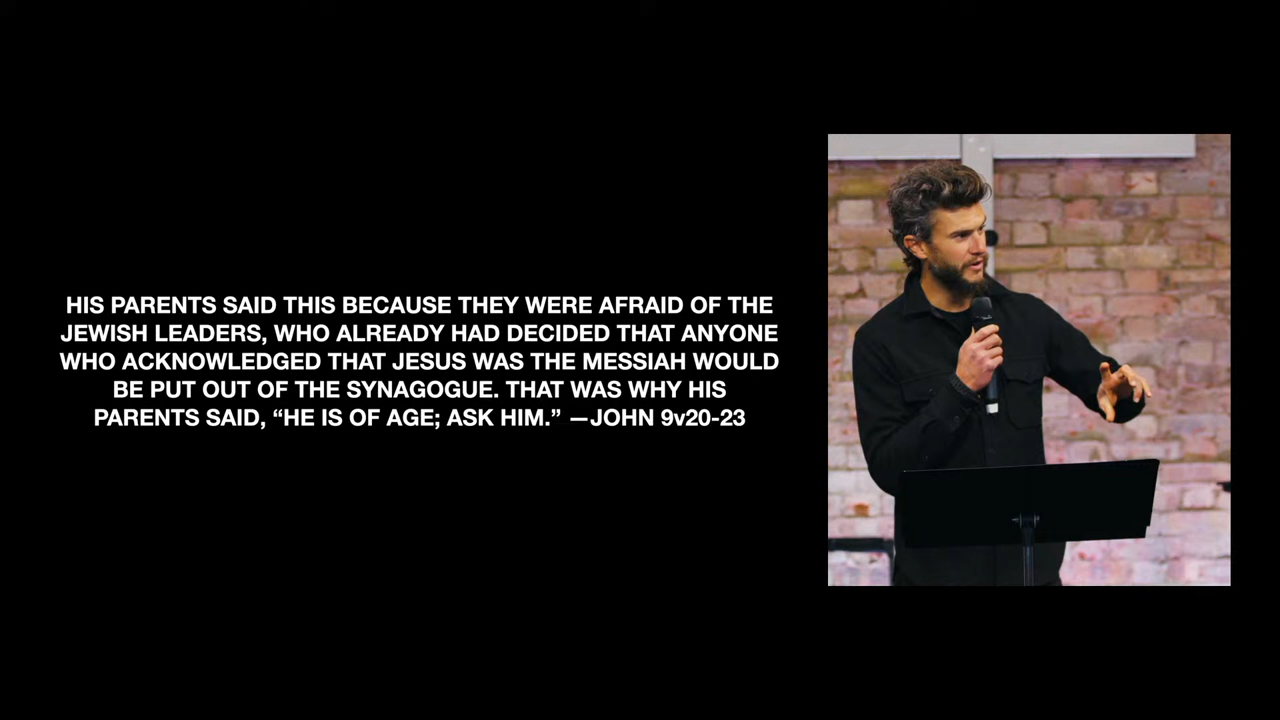 HIS PARENTS SAID THIS BECAUSE THEY WERE AFRAID OF THE
JEWISH LEADERS, WHO ALREADY HAD DECIDED THAT ANYONE
WHO ACKNOWLEDGED THAT JESUS WAS THE MESSIAH WOULD
BE PUT OUT OF THE SYNAGOGUE. THAT WAS WHY HIS
PARENTS SAID, “HE IS OF AGE; ASK HIM.” —JOHN 9v20-23